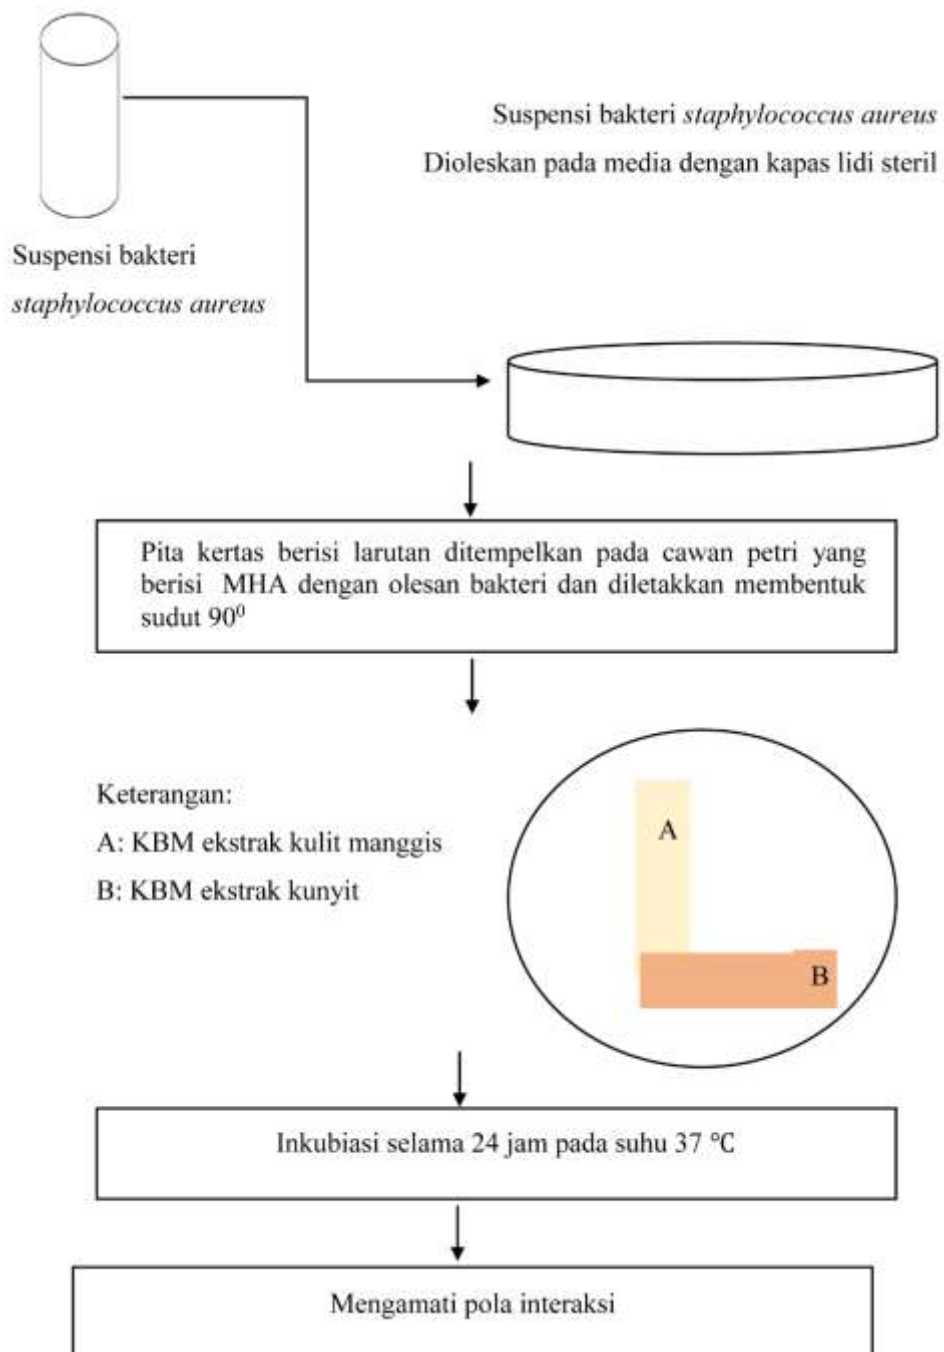 Suspensi bakteri staphylococcus aureus
Dioleskan pada media dengan kapas lidi steril
Suspensi bakteri
staphylococcus aureus
Pita kertas berisi larutan ditempelkan pada cawan petri yang
berisi MHA dengan olesan bakteri dan diletakkan membentuk
sudut 90⁰
Keterangan:
A: KBM ekstrak kulit manggis
B: KBM ekstrak kunyit
A
B
Inkubiasi selama 24 jam pada suhu 37 ℃
Mengamati pola interaksi